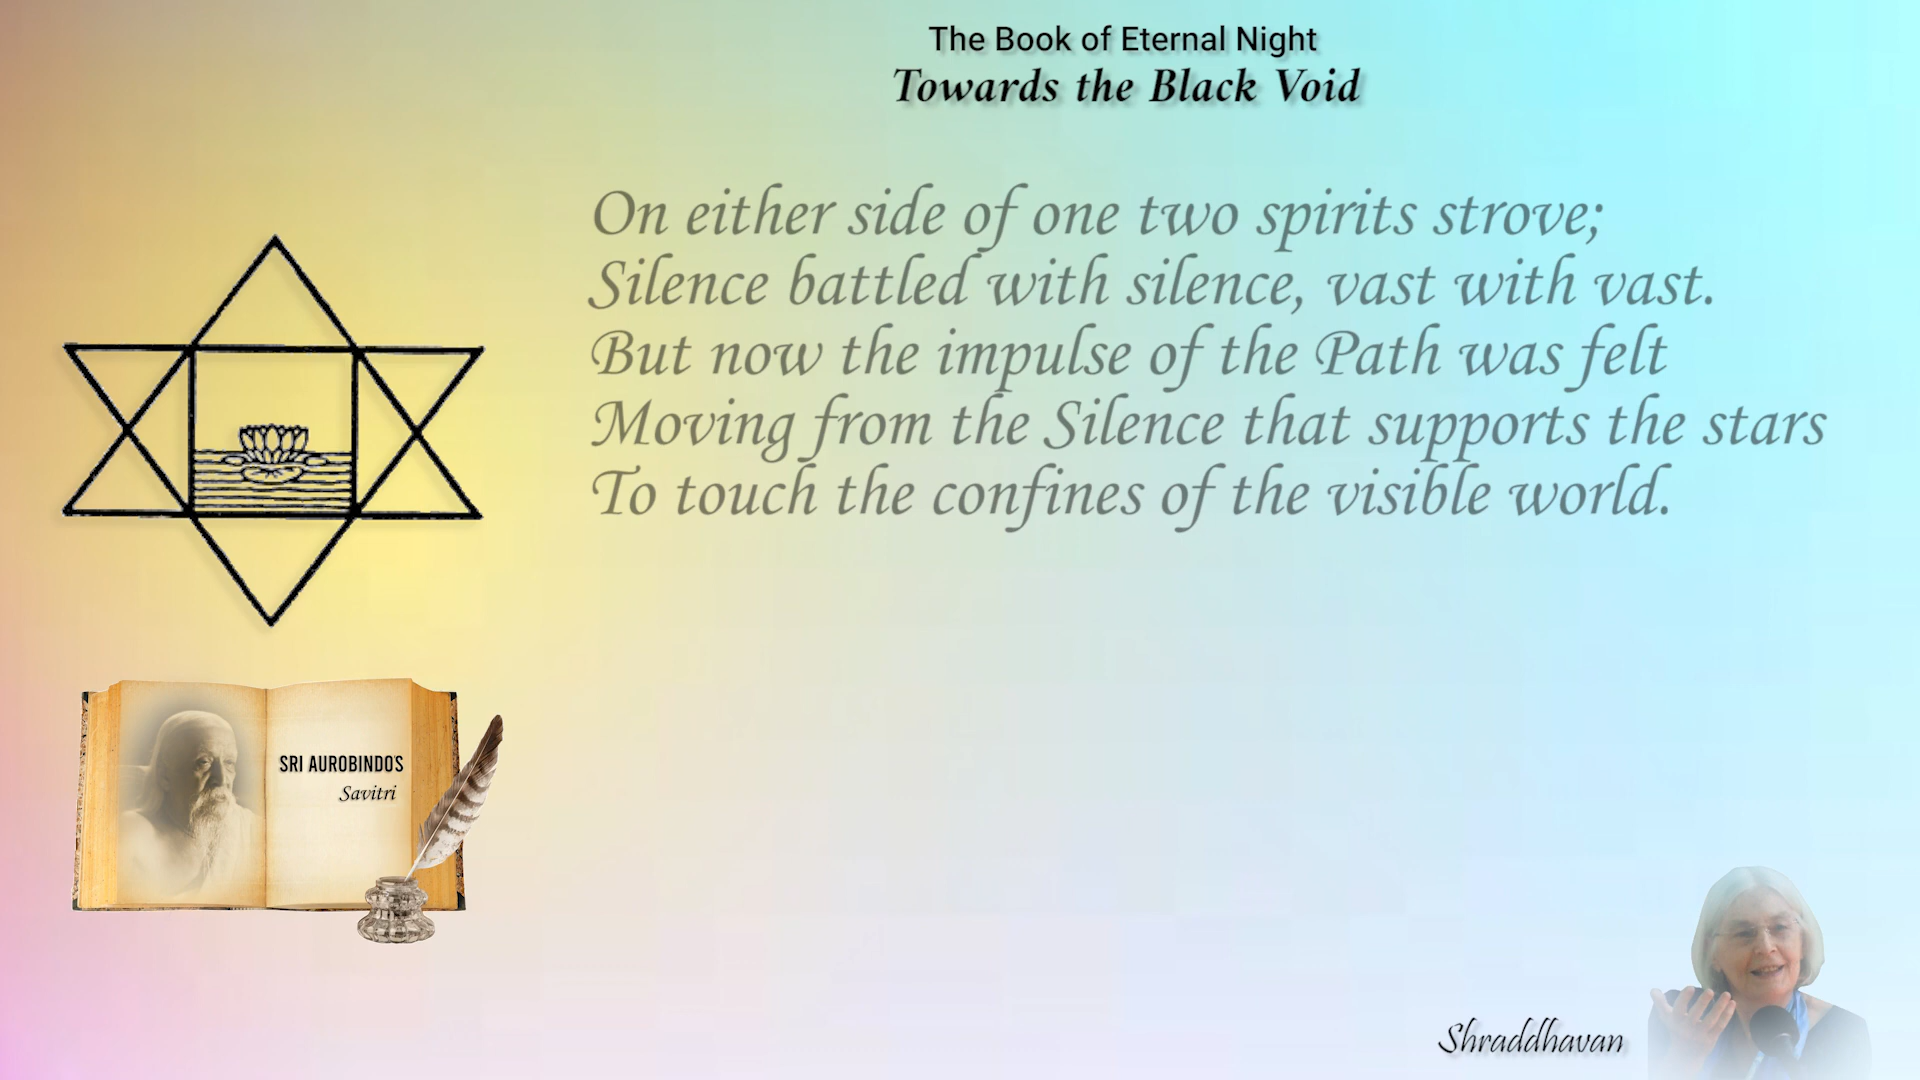 The Book of Eternal Night
Towards the Black Void
On either side of one two spirits strove;
Silence battled with silence, vast with vast.
But now the impulse of the Path was felt
Moving from the Silence that supports the stars
To touch the confines of the visible world.
SRI AUROBINDO'S
Savitri
Shraddhavan